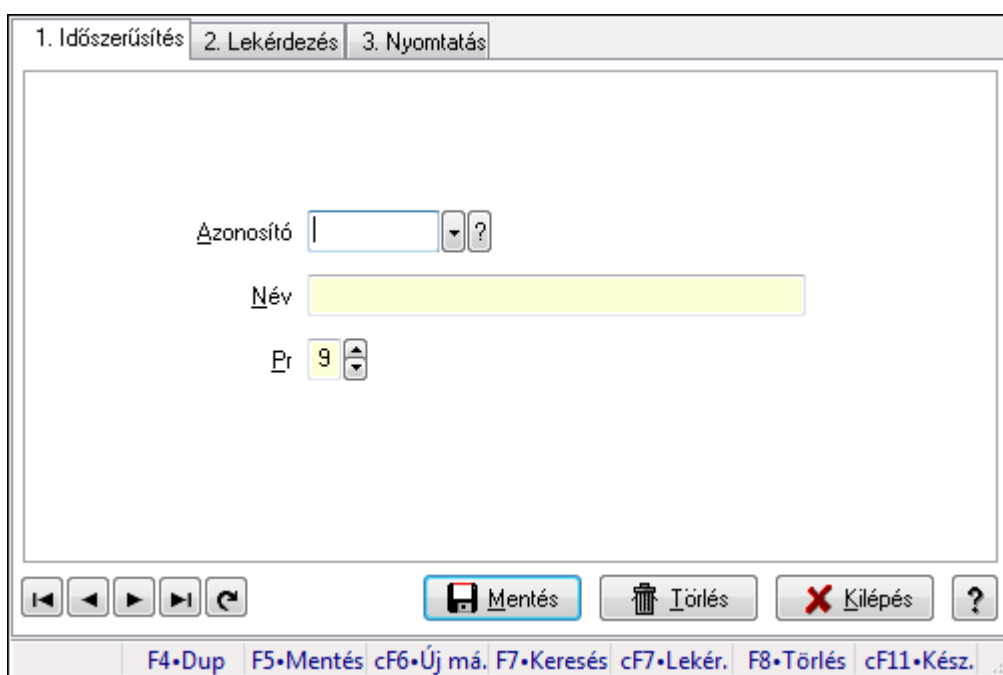 1. Időszerűsítés 2. Lekérdezés 3. Nyomtatás
Azonosító ?
Név
Pr 9
Mentés Törlés Kilépés ?
F4•Dup F5•Mentés cF6•Új má. F7•Keresés cF7•Lekér. F8•Törlés cF11•Kész.